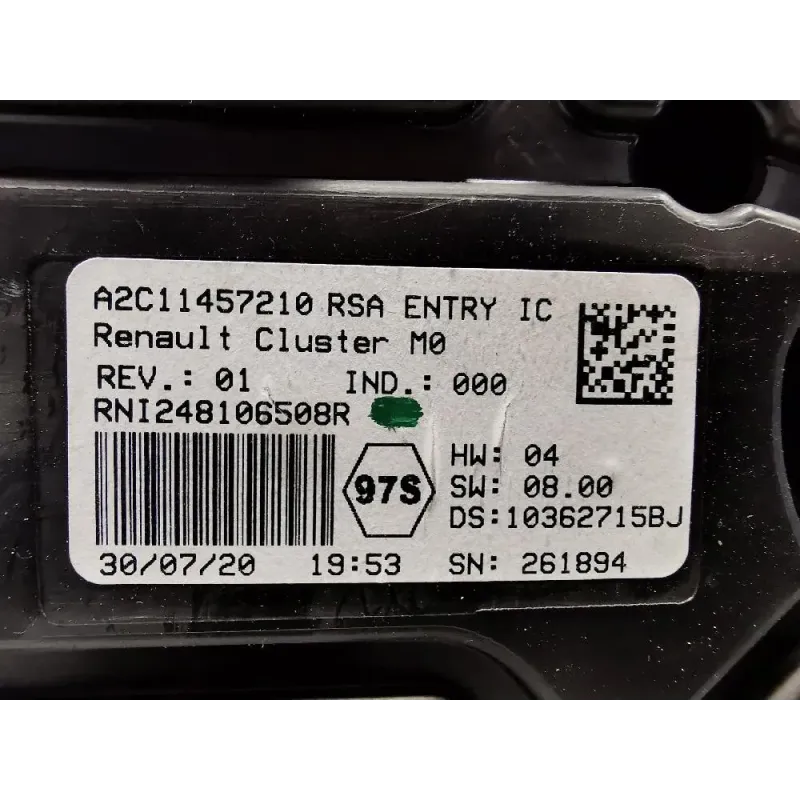 A2C11457210 RSA ENTRY IC
Renault Cluster M0
REV.: 01 IND.: 000
RNI248106508R
97S
HW: 04
SW: 08.00
DS:10362715BJ
30/07/20 19:53 SN: 261894